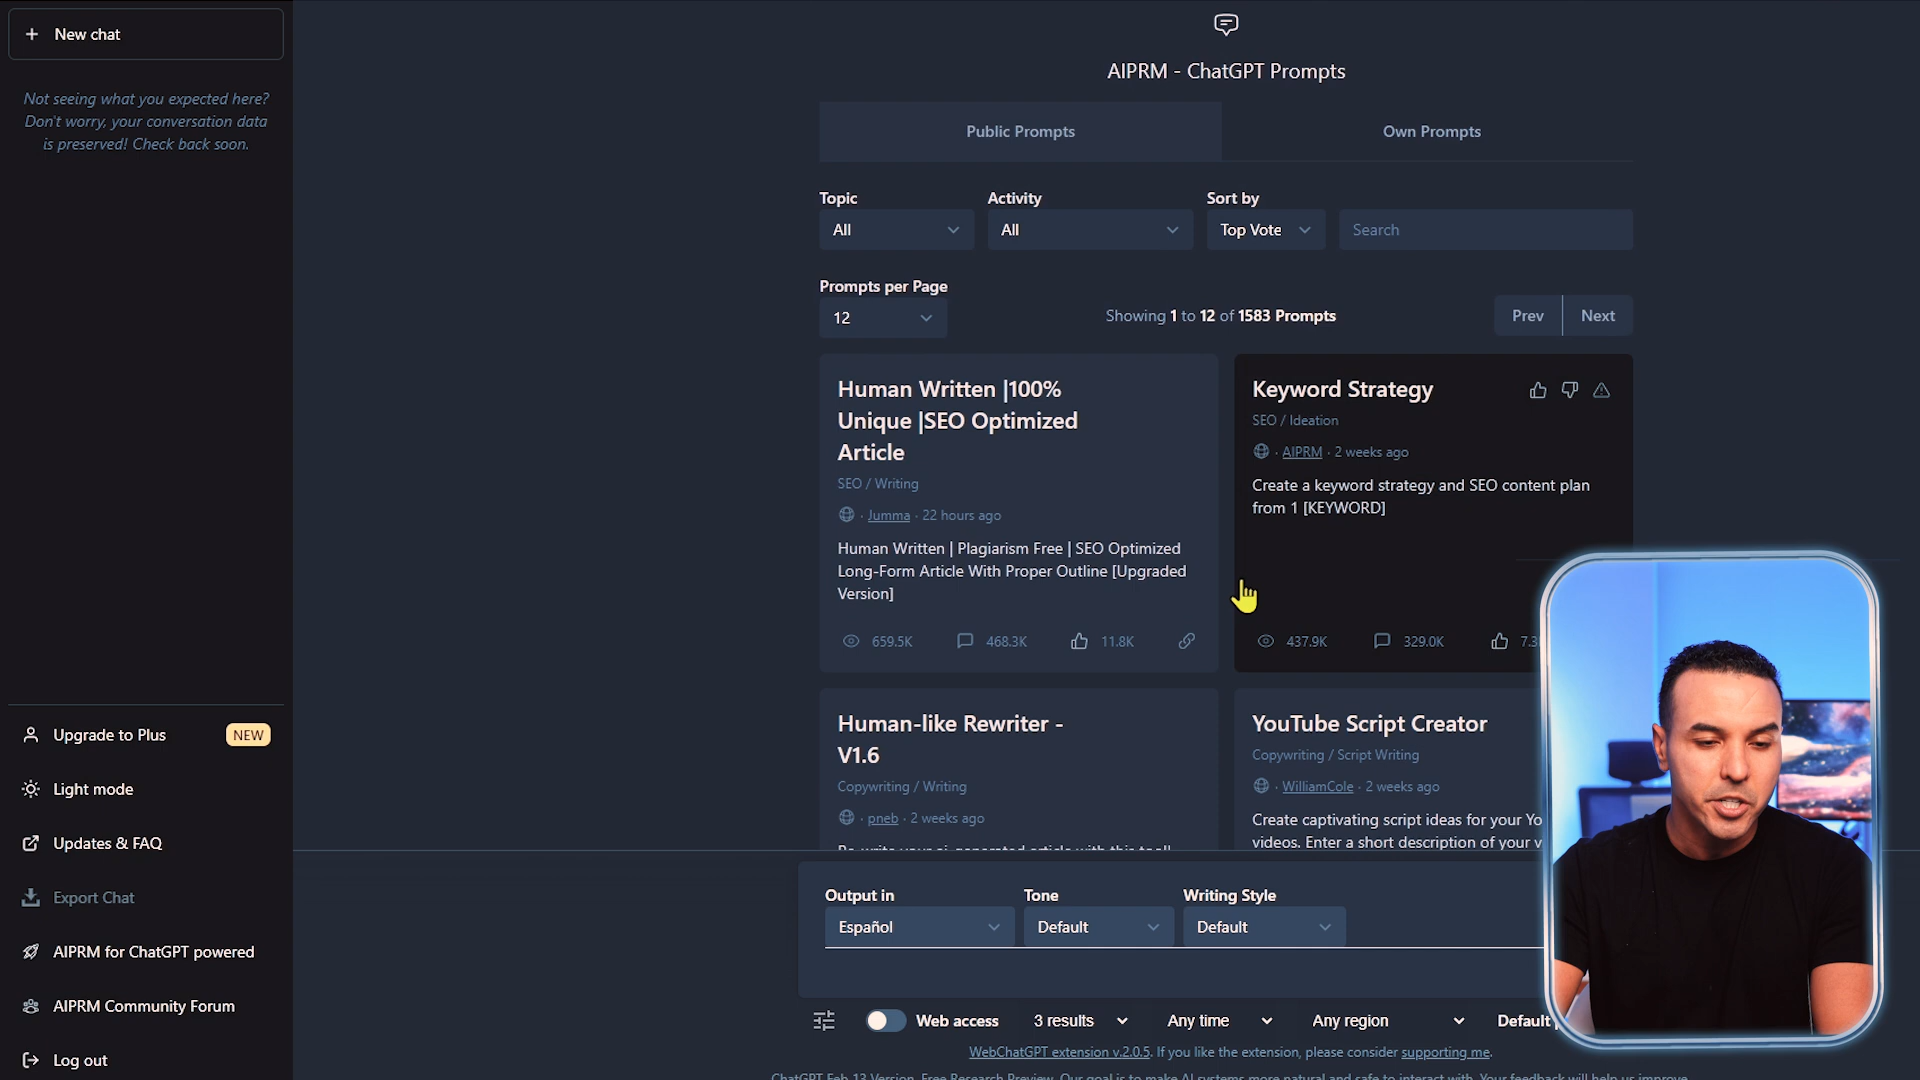 New chat
Not seeing what you expected here?
Don't worry, your conversation data
is preserved! Check back soon.
Upgrade to Plus
NEW
Light mode
Updates & FAQ
Export Chat
AIPRM for ChatGPT powered
AIPRM Community Forum
Log out
AIPRM - ChatGPT Prompts
Public Prompts
Own Prompts
Topic
Activity
Sort by
All
All
Top Vote
Search
Prompts per Page
12
Showing 1 to 12 of 1583 Prompts
Prev
Next
Human Written |100%
Unique |SEO Optimized
Article
SEO / Writing
· Jumma · 22 hours ago
Human Written | Plagiarism Free | SEO Optimized
Long-Form Article With Proper Outline [Upgraded
Version]
659.5K
468.3K
11.8K
Keyword Strategy
SEO / Ideation
· AIPRM · 2 weeks ago
Create a keyword strategy and SEO content plan
from 1 [KEYWORD]
437.9K
329.0K
Human-like Rewriter -
V1.6
Copywriting / Writing
· pneb · 2 weeks ago
YouTube Script Creator
Copywriting / Script Writing
· WilliamCole · 2 weeks ago
Create captivating script ideas for your
videos. Enter a short description of your
Output in
Tone
Writing Style
Español
Default
Default
Web access
3 results
Any time
Any region
Default
WebChatGPT extension v.2.0.5. If you like the extension, please consider supporting me.